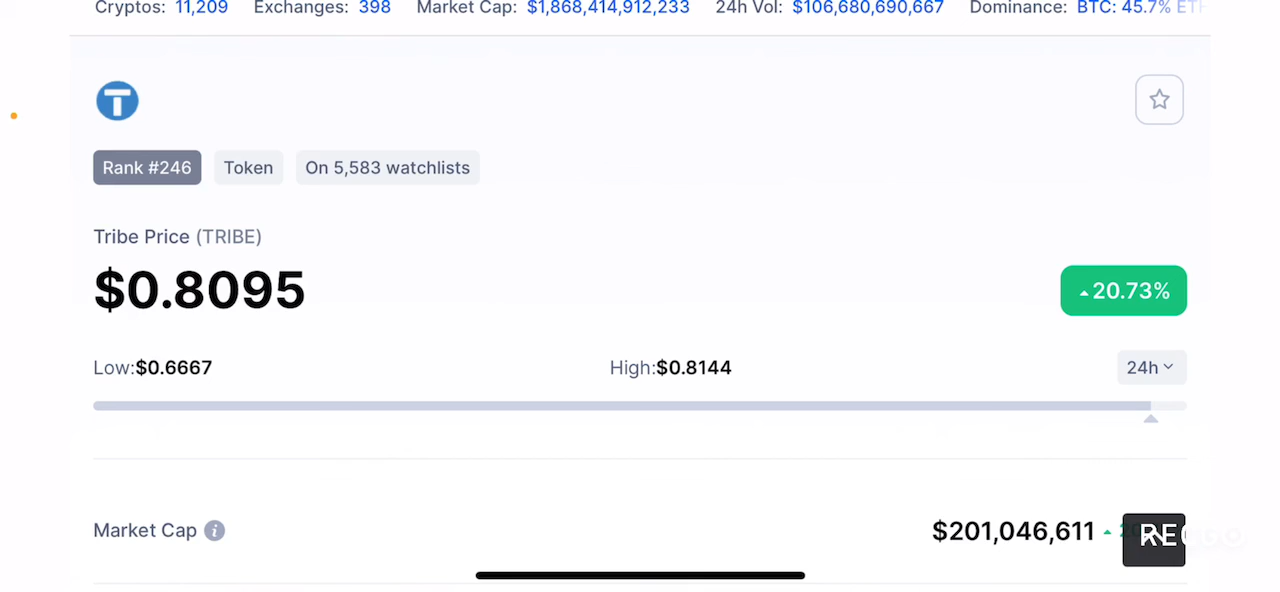 Cryptos: 11,209 Exchanges: 398 Market Cap: $1,868,414,912,233 24h Vol: $106,680,690,667 Dominance: BTC: 45.7% ETH
Rank #246 Token On 5,583 watchlists
Tribe Price (TRIBE)
$0.8095 20.73%
Low:$0.6667 High:$0.8144 24h
Market Cap $201,046,611